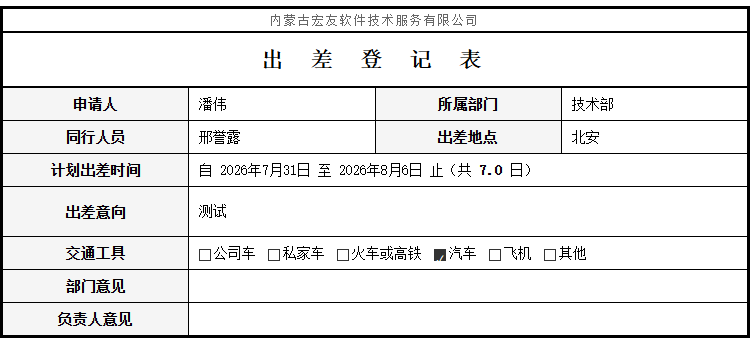 内蒙古宏友软件技术服务有限公司
出 差 登 记 表
申请人 潘伟 所属部门 技术部
同行人员 邢誉露 出差地点 北安
计划出差时间 自 2026年7月31日 至 2026年8月6日 止（共 7.0 日）
出差意向 测试
交通工具 □公司车 □私家车 □火车或高铁 ☑汽车 □飞机 □其他
部门意见
负责人意见